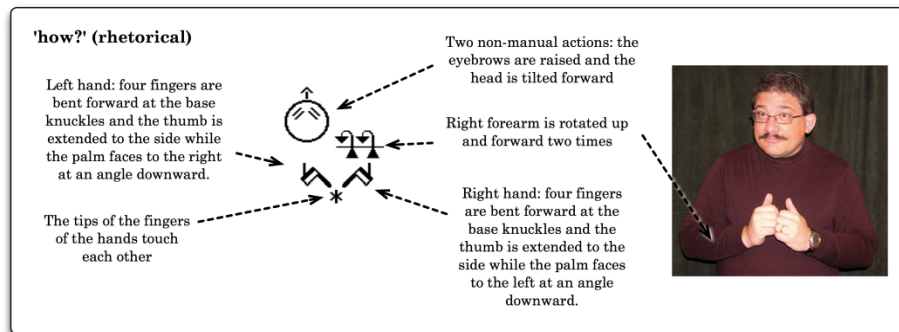 'how?' (rhetorical)
Left hand: four fingers are
bent forward at the base
knuckles and the thumb is
extended to the side while
the palm faces to the right
at an angle downward.
The tips of the fingers
of the hands touch
each other
Two non-manual actions: the
eyebrows are raised and the
head is tilted forward
Right forearm is rotated up
and forward two times
Right hand: four fingers
are bent forward at the
base knuckles and the
thumb is extended to the
side while the palm faces
to the left at an angle
downward.